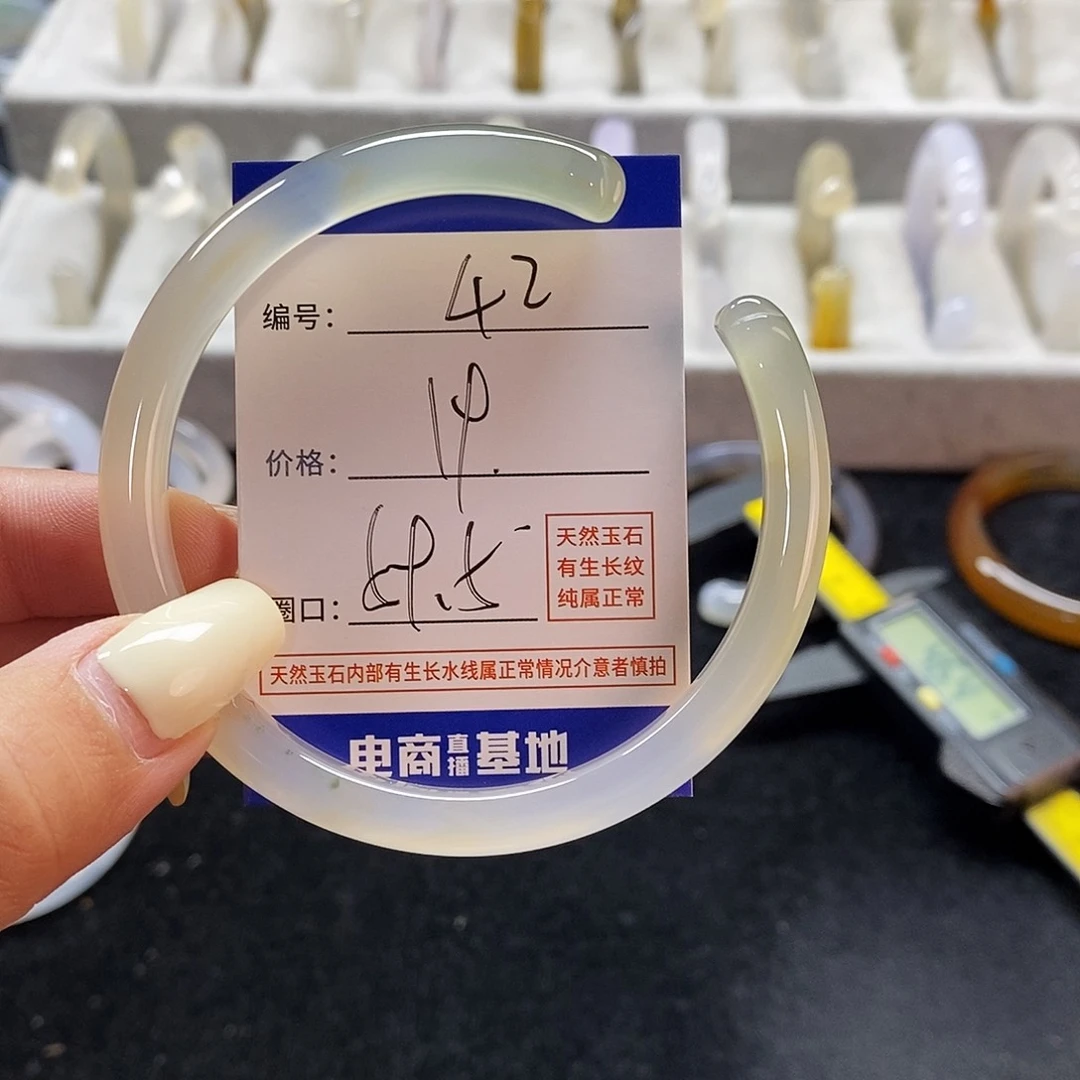 编号: 42
价格: 19.
圈口:
天然玉石
有生长纹
纯属正常
天然玉石内部有生长水线属正常情况介意者慎拍
电商直播基地